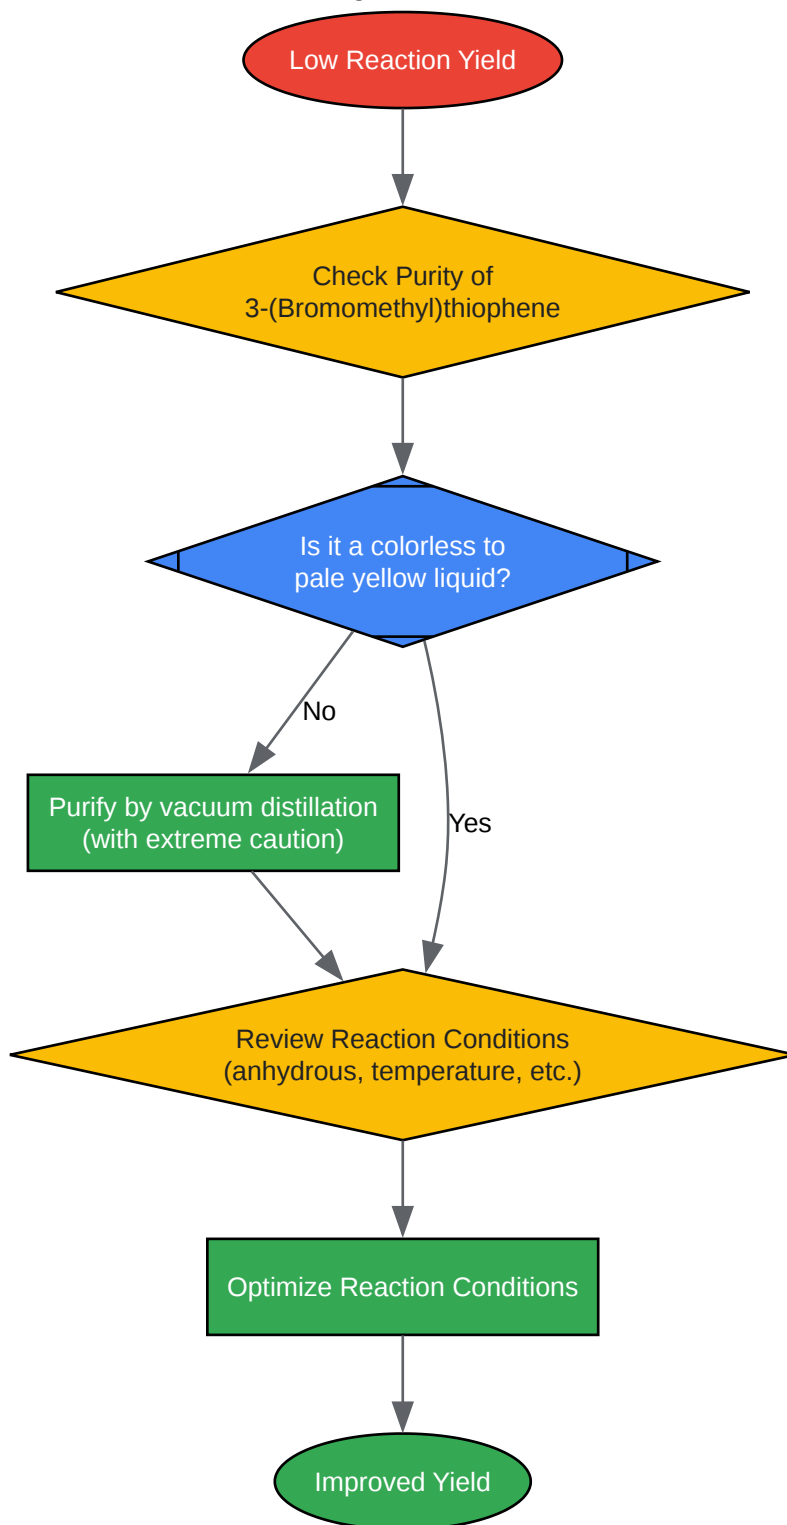 Low Reaction Yield
Check Purity of
3-(Bromomethyl)thiophene
Is it a colorless to
pale yellow liquid?
No
Purify by vacuum distillation
(with extreme caution)
Yes
Review Reaction Conditions
(anhydrous, temperature, etc.)
Optimize Reaction Conditions
Improved Yield